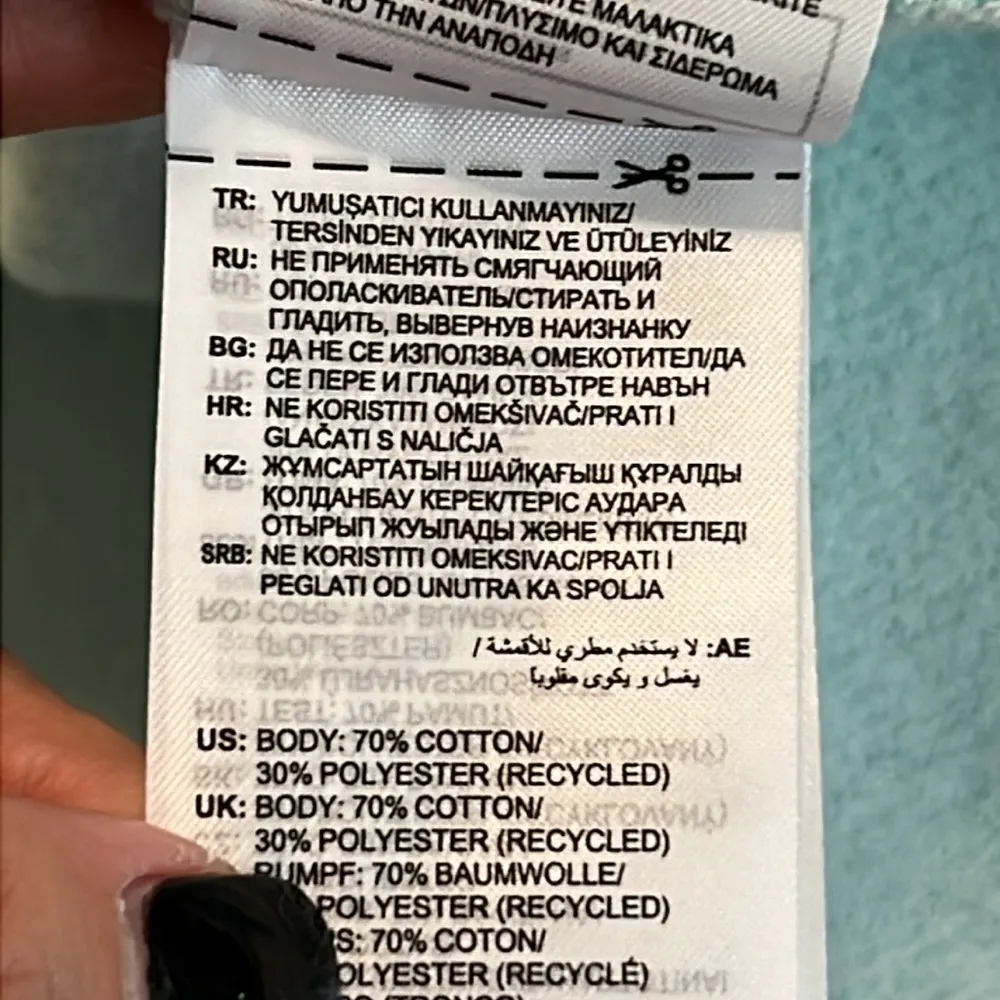 ΜΑΛΑΚΤΙΚΑ
ΠΛΥΣΙΜΟ ΚΑΙ ΣΙΔΕΡΩΜΑ
ΑΠΟ ΤΗΝ ΑΝΑΠΟΔΗ
TR: YUMUŞATICI KULLANMAYINIZ/
TERSİNDEN YIKAYINIZ VE ÜTÜLEYİNİZ
RU: НЕ ПРИМЕНЯТЬ СМЯГЧАЮЩИЙ
ОПОЛАСКИВАТЕЛЬ/СТИРАТЬ И
ГЛАДИТЬ, ВЫВЕРНУВ НАИЗНАНКУ
BG: ДА НЕ СЕ ИЗПОЛЗВА ОМЕКОТИТЕЛ/ДА
СЕ ПЕРЕ И ГЛАДИ ОТВЪТРЕ НАВЪН
HR: NE KORISTITI OMEKŠIVAČ/PRATI I
GLAČATI S NALIČJA
KZ: ЖҰМСАРТАТЫН ШАЙҚАҒЫШ ҚҰРАЛДЫ
ҚОЛДАНБАУ КЕРЕК/ТЕРІС АУДАРА
ОТЫРЫП ЖУЫЛАДЫ ЖӘНЕ ҮТІКТЕЛЕДІ
SRB: NE KORISTITI OMEKSIVAC/PRATI I
PEGLATI OD UNUTRA KA SPOLJA
AE: لا يستخدم مطري للأقمشة /
يغسل و يكوى مقلوبا
US: BODY: 70% COTTON/
30% POLYESTER (RECYCLED)
UK: BODY: 70% COTTON/
30% POLYESTER (RECYCLED)
RUMPF: 70% BAUMWOLLE/
POLYESTER (RECYCLED)
70% COTON/
(RECYCLÉ)